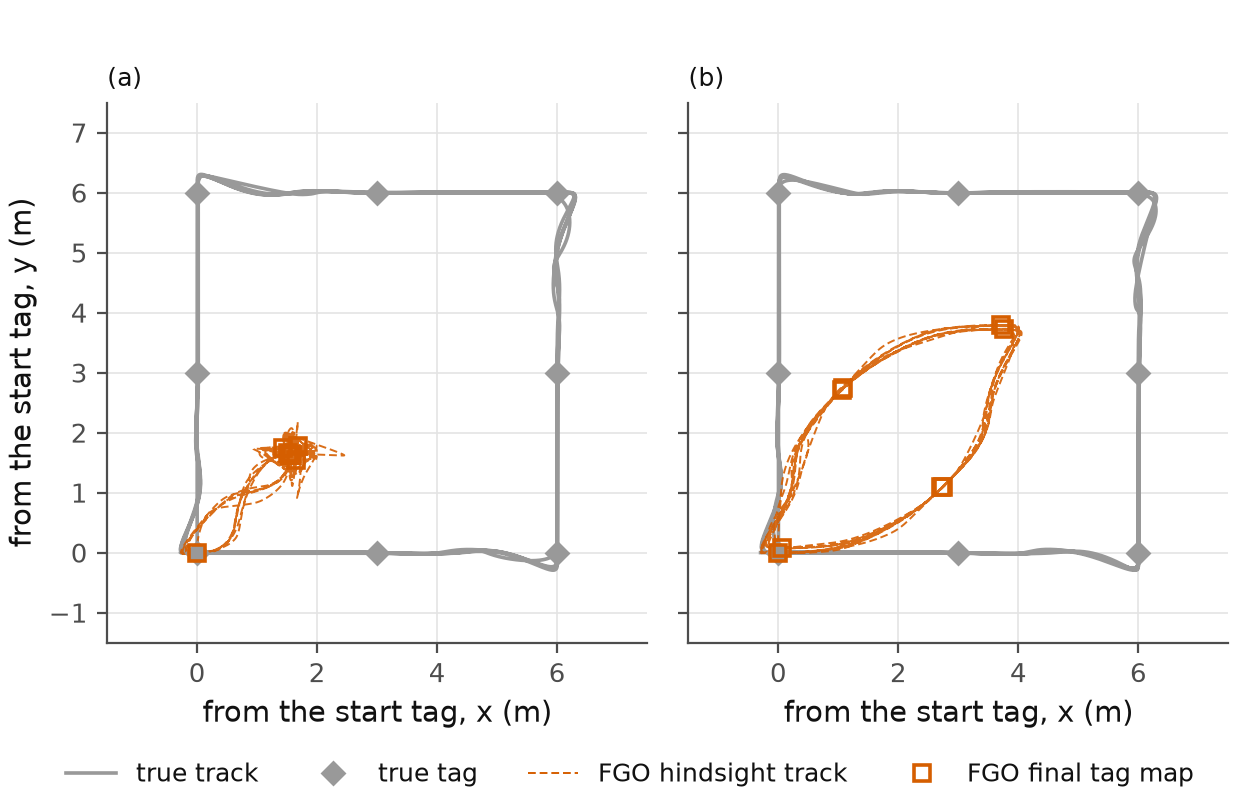 (a) (b)
7
6
5
4
3
2
1
0
−1
from the start tag, y (m)
0 2 4 6 0 2 4 6
from the start tag, x (m) from the start tag, x (m)
true track true tag FGO hindsight track FGO final tag map